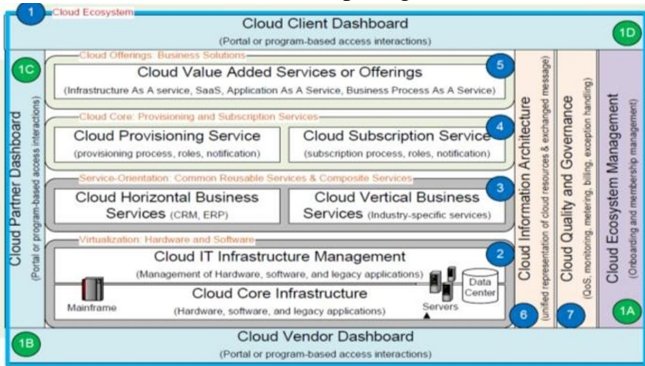 1
Cloud Ecosystem
Cloud Client Dashboard
(Portal or program-based access interactions)
1D
1C
Cloud Partner Dashboard
(Portal or program-based access interactions)
Cloud Offerings: Business Solutions
5
Cloud Value Added Services or Offerings
(Infrastructure As A service, SaaS, Application As A Service, Business Process As A Service)
Cloud Core: Provisioning and Subscription Services
4
Cloud Provisioning Service
(provisioning process, roles, notification)
Cloud Subscription Service
(subscription process, roles, notification)
Service-Orientation: Common Reusable Services & Composite Services
3
Cloud Horizontal Business
Services (CRM, ERP)
Cloud Vertical Business
Services (Industry-specific services)
Virtualization: Hardware and Software
2
Cloud IT Infrastructure Management
(Management of Hardware, software, and legacy applications)
Cloud Core Infrastructure
(Hardware, software, and legacy applications)
Mainframe
Servers
Data
Center
Cloud Information Architecture
(unified representation of cloud resources & exchanged message)
6
Cloud Quality and Governance
(QoS, monitoring, metering, billing, exception handling)
7
Cloud Ecosystem Management
(Onboarding and membership management)
1A
1B
Cloud Vendor Dashboard
(Portal or program-based access interactions)